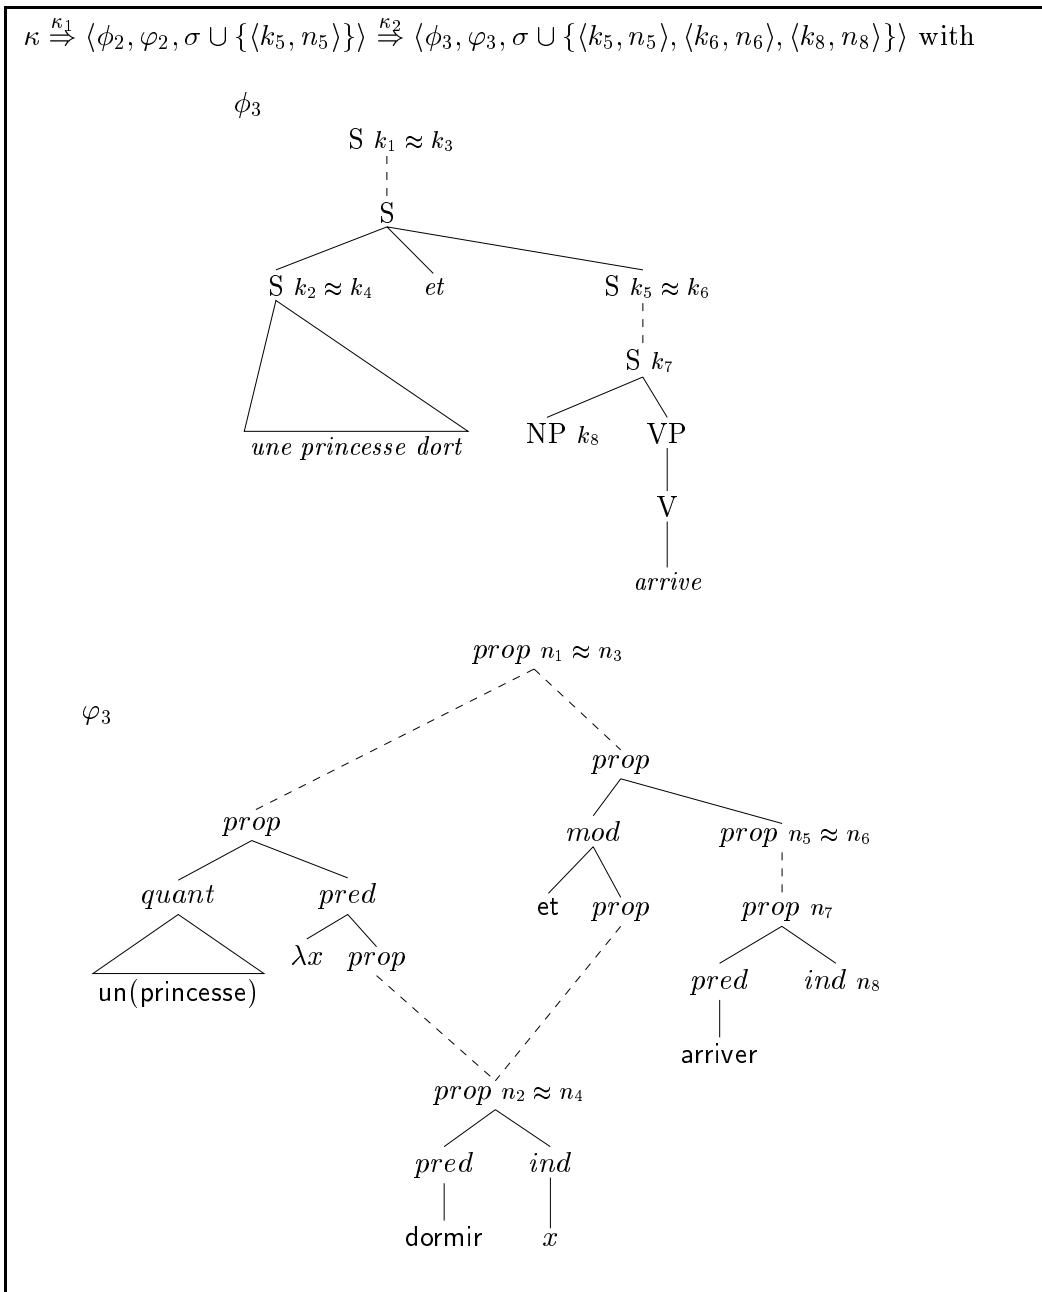 κ ⇒^{κ₁} ⟨ϕ₂, φ₂, σ ∪ {⟨k₅, n₅⟩}⟩ ⇒^{κ₂} ⟨ϕ₃, φ₃, σ ∪ {⟨k₅, n₅⟩, ⟨k₆, n₆⟩, ⟨k₈, n₈⟩}⟩ with
ϕ₃
S k₁ ≈ k₃
S
S k₂ ≈ k₄ et S k₅ ≈ k₆
S k₇
NP k₈ VP
une princesse dort
V
arrive
prop n₁ ≈ n₃
φ₃
prop
prop mod prop n₅ ≈ n₆
quant pred et prop prop n₇
λx prop pred ind n₈
un(princesse)
arriver
prop n₂ ≈ n₄
pred ind
dormir x